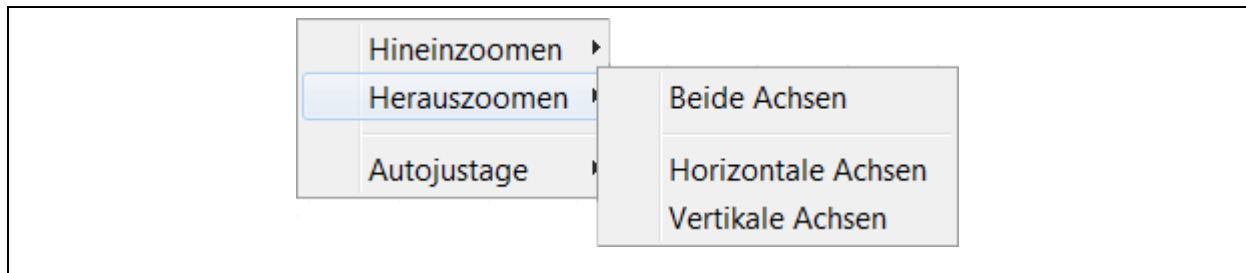 Hineinzoomen
Herauszoomen
Autojustage
Beide Achsen
Horizontale Achsen
Vertikale Achsen